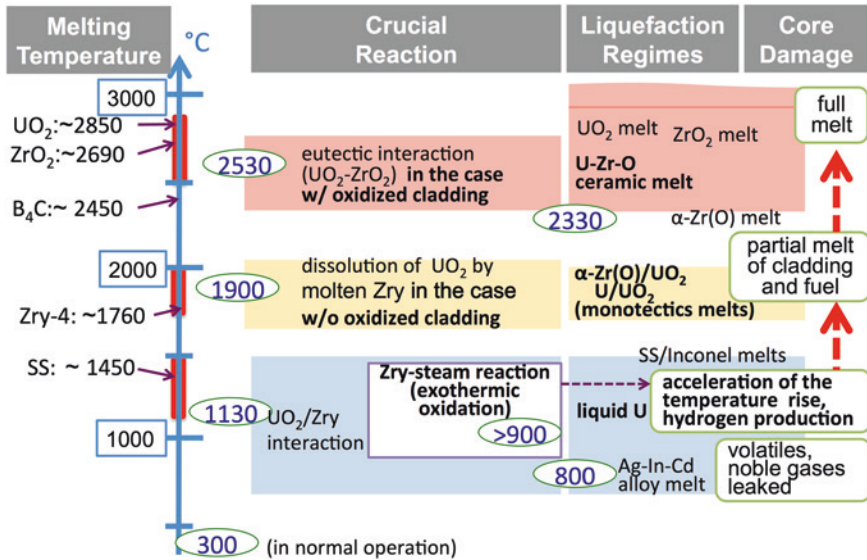 Melting
Temperature
Crucial
Reaction
Liquefaction
Regimes
Core
Damage
°C
3000
UO₂:~2850
ZrO₂:~2690
B₄C:~ 2450
2000
Zry-4: ~1760
SS: ~ 1450
1000
2530
eutectic interaction
(UO₂-ZrO₂) in the case
w/ oxidized cladding
UO₂ melt
ZrO₂ melt
U-Zr-O
ceramic melt
2330
α-Zr(O) melt
full
melt
1900
dissolution of UO₂ by
molten Zry in the case
w/o oxidized cladding
α-Zr(O)/UO₂
U/UO₂
(monotectics melts)
partial melt
of cladding
and fuel
1130
UO₂/Zry
interaction
Zry-steam reaction
(exothermic
oxidation)
>900
SS/Inconel melts
liquid U
acceleration of the
temperature rise,
hydrogen production
800
Ag-In-Cd
alloy melt
volatiles,
noble gases
leaked
300
(in normal operation)